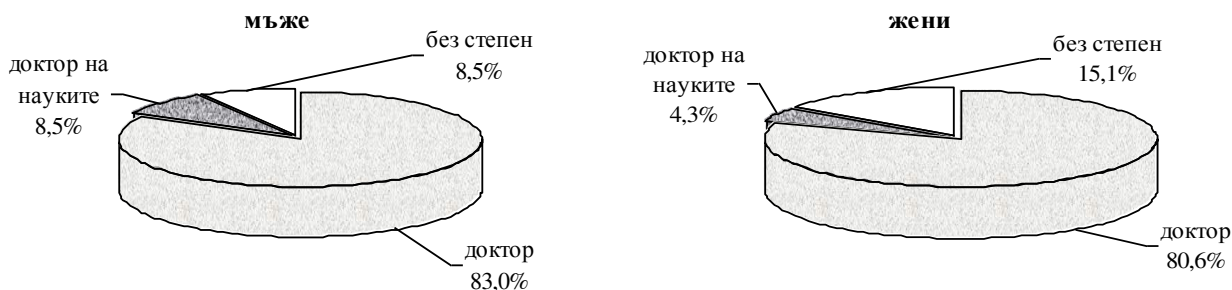 мъже
без степен
8,5%
доктор на
науките
8,5%
доктор
83,0%
жени
без степен
15,1%
доктор на
науките
4,3%
доктор
80,6%